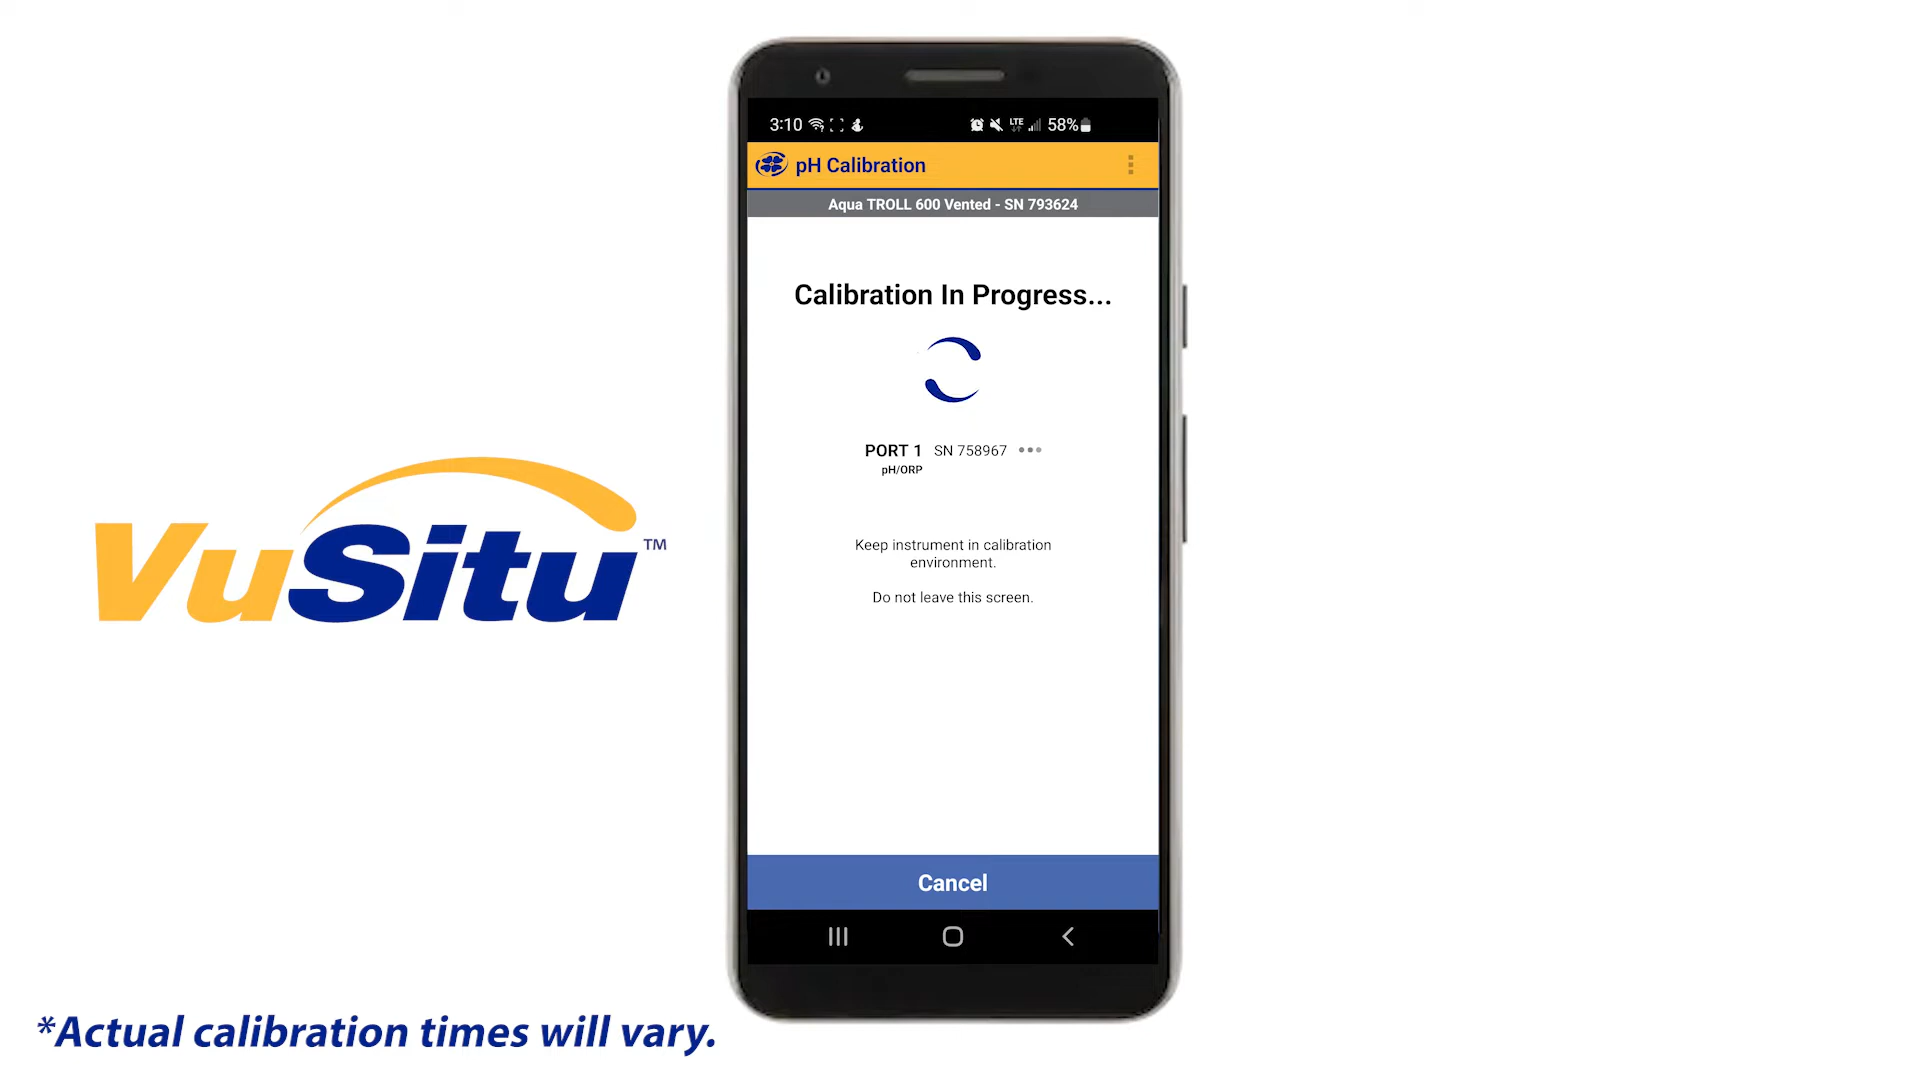 3:10 LTE 58%
pH Calibration
Aqua TROLL 600 Vented - SN 793624
Calibration In Progress...
PORT 1 SN 758967
pH/ORP
Keep instrument in calibration
environment.
Do not leave this screen.
Cancel
VuSitu™
*Actual calibration times will vary.